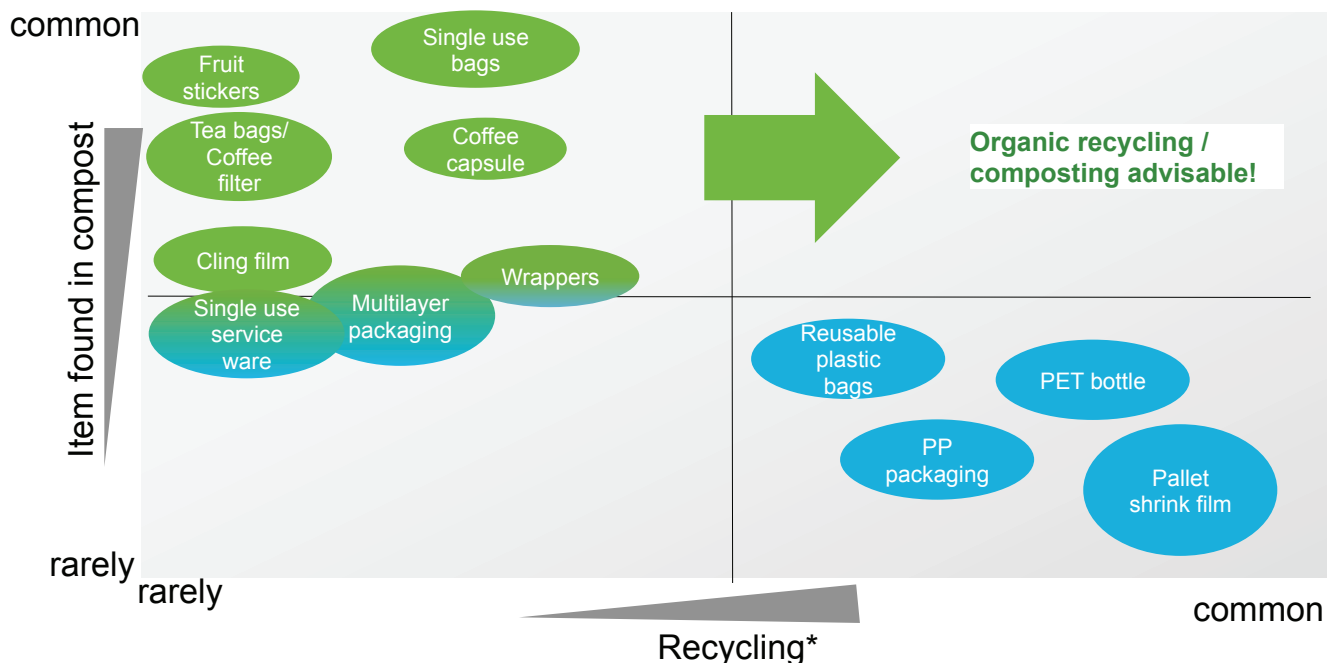 common
Single use
bags
Fruit
stickers
Tea bags/
Coffee
filter
Coffee
capsule
Organic recycling /
composting advisable!
Item found in compost
Cling film
Wrappers
Single use
service
ware
Multilayer
packaging
Reusable
plastic
bags
PET bottle
PP
packaging
Pallet
shrink film
rarely
rarely
common
Recycling*